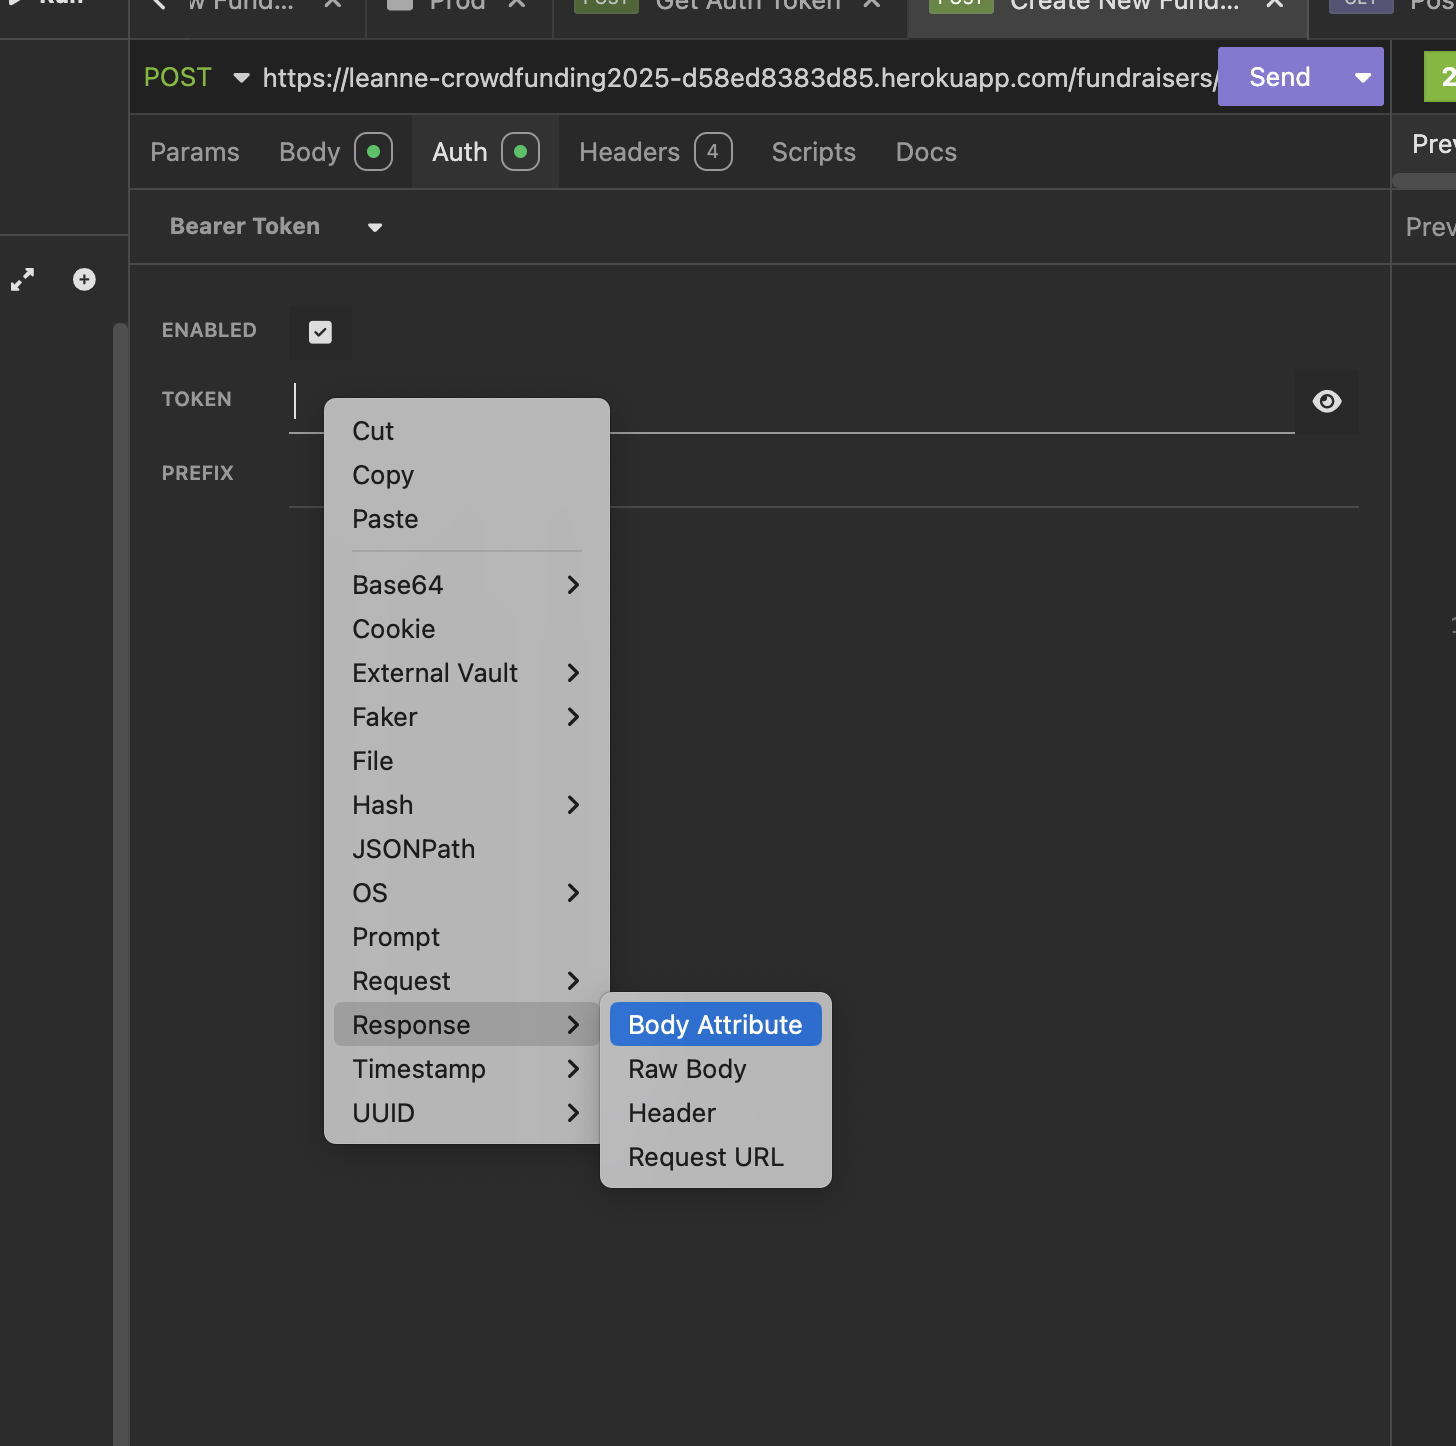 Run
w Fund...
Prod
POST Get Auth Token
POST Create New Fund...
GET Pos
POST https://leanne-crowdfunding2025-d58ed8383d85.herokuapp.com/fundraisers/ Send
2
Params Body Auth Headers 4 Scripts Docs
Prev
Bearer Token
Prev
ENABLED
TOKEN
PREFIX
Cut
Copy
Paste
Base64
Cookie
External Vault
Faker
File
Hash
JSONPath
OS
Prompt
Request
Response
Timestamp
UUID
Body Attribute
Raw Body
Header
Request URL